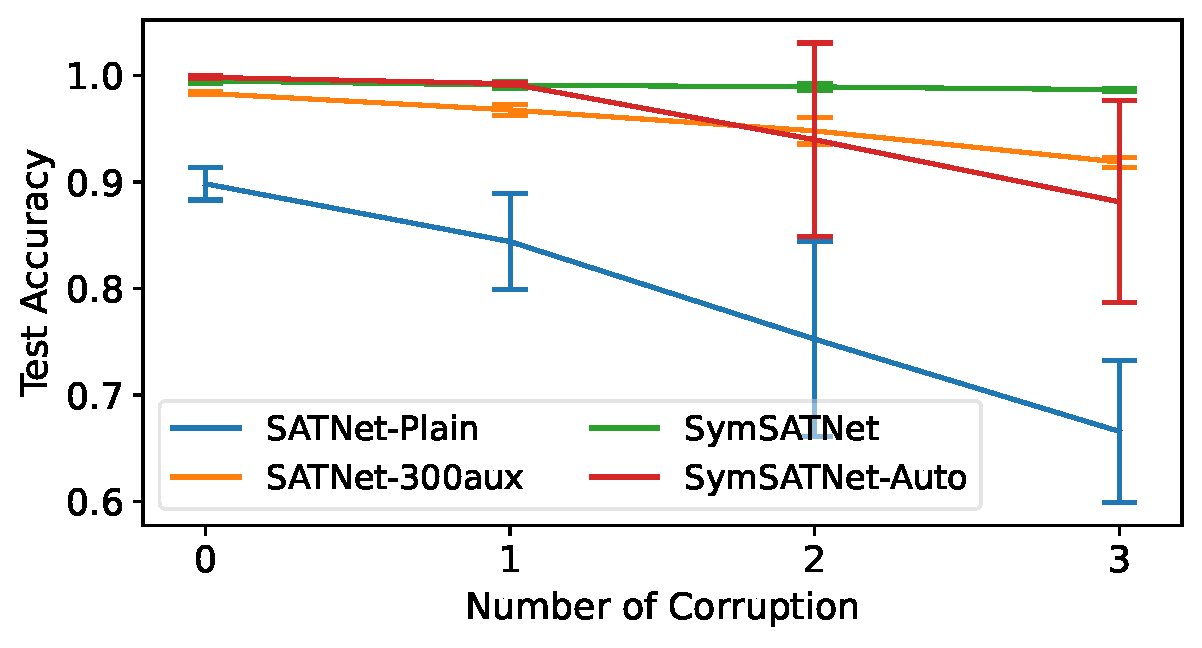 Test Accuracy
1.0
0.9
0.8
0.7
0.6
SATNet-Plain
SATNet-300aux
SymSATNet
SymSATNet-Auto
0 1 2 3
Number of Corruption